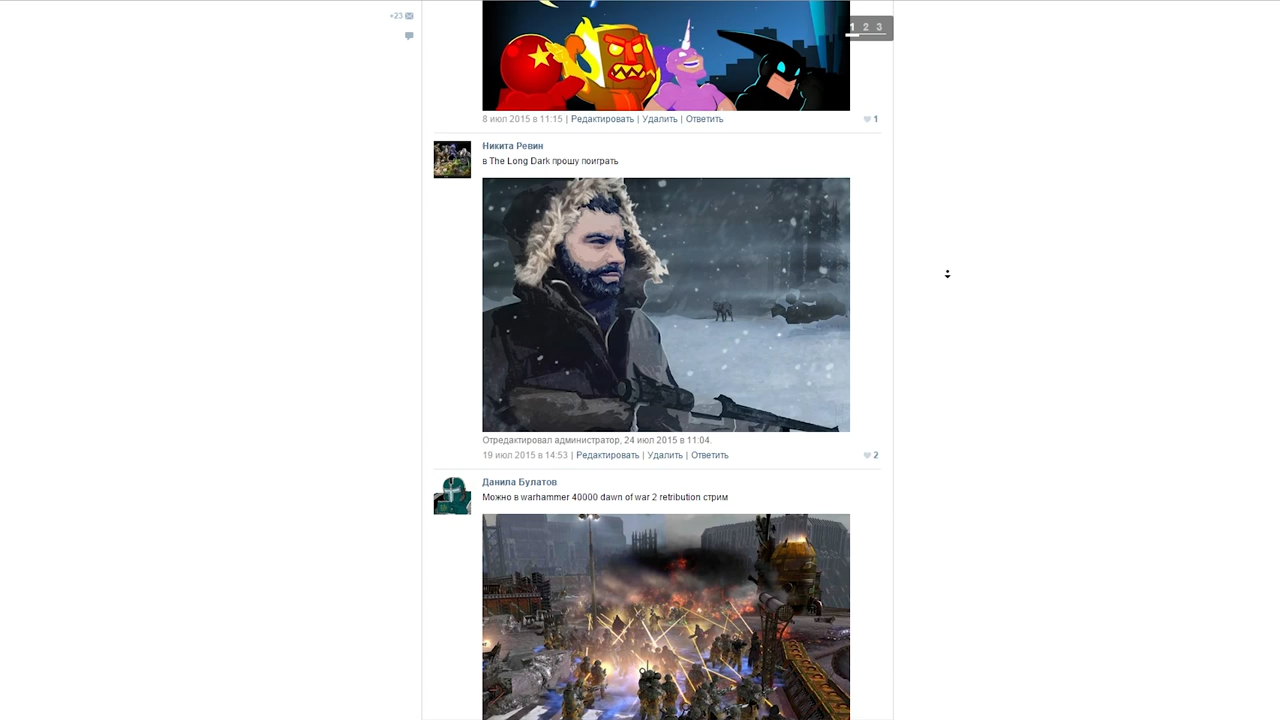 +23
1 2 3
8 июл 2015 в 11:15 | Редактировать | Удалить | Ответить
1
Никита Ревин
в The Long Dark прошу поиграть
Отредактировал администратор, 24 июл 2015 в 11:04.
19 июл 2015 в 14:53 | Редактировать | Удалить | Ответить
2
Данила Булатов
Можно в warhammer 40000 dawn of war 2 retribution стрим